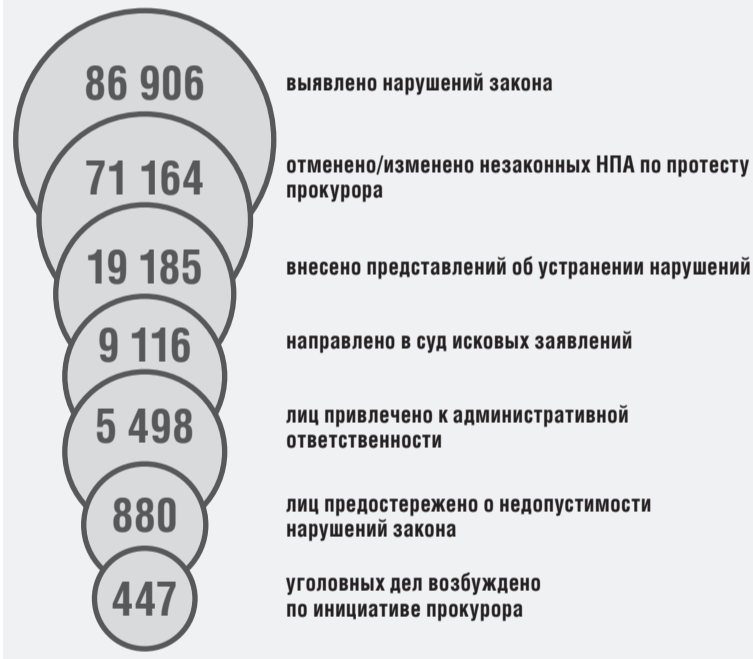 86 906
выявлено нарушений закона
71 164
отменено/изменено незаконных НПА по протесту
прокурора
19 185
внесено представлений об устранении нарушений
9 116
направлено в суд исковых заявлений
5 498
лиц привлечено к административной
ответственности
880
лиц предостережено о недопустимости
нарушений закона
447
уголовных дел возбуждено
по инициативе прокурора